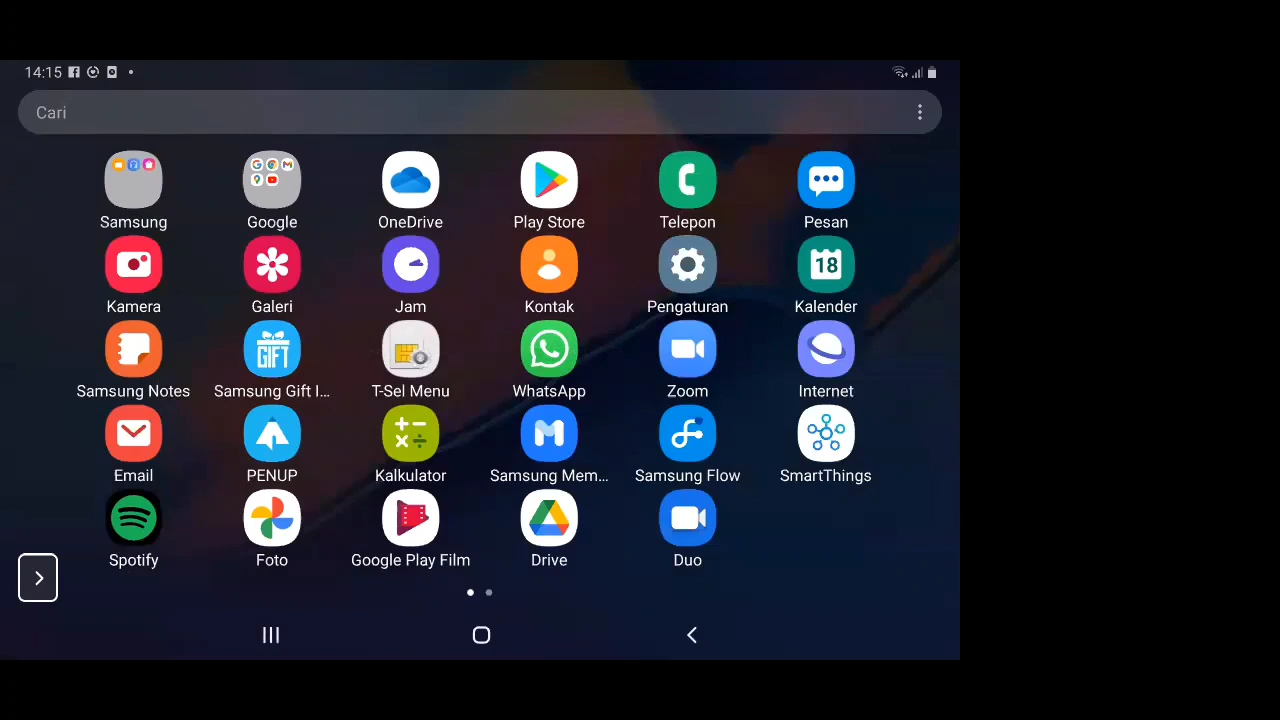 14:15
Cari
Samsung Google OneDrive Play Store Telepon Pesan
18
Kamera Galeri Jam Kontak Pengaturan Kalender
GIFT
Samsung Notes Samsung Gift I... T-Sel Menu WhatsApp Zoom Internet
Email PENUP Kalkulator Samsung Mem... Samsung Flow SmartThings
Spotify Foto Google Play Film Drive Duo